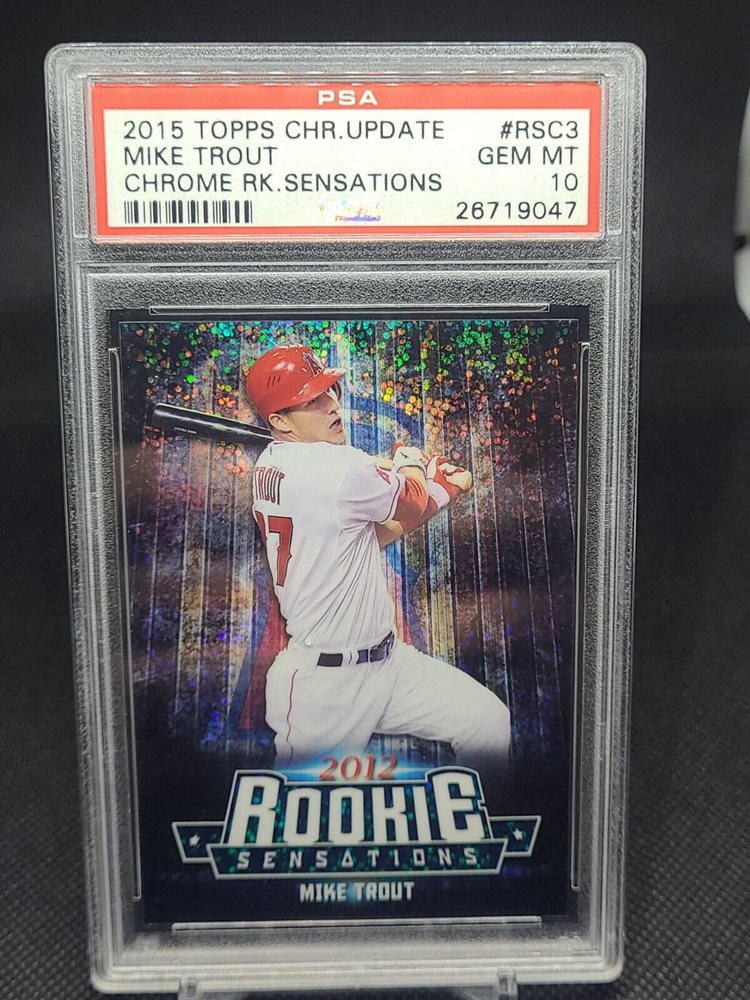 PSA
2015 TOPPS CHR.UPDATE #RSC3
MIKE TROUT GEM MT
CHROME RK.SENSATIONS 10
26719047
A
TROUT
27
A
2012
ROOKIE
SENSATIONS
MIKE TROUT